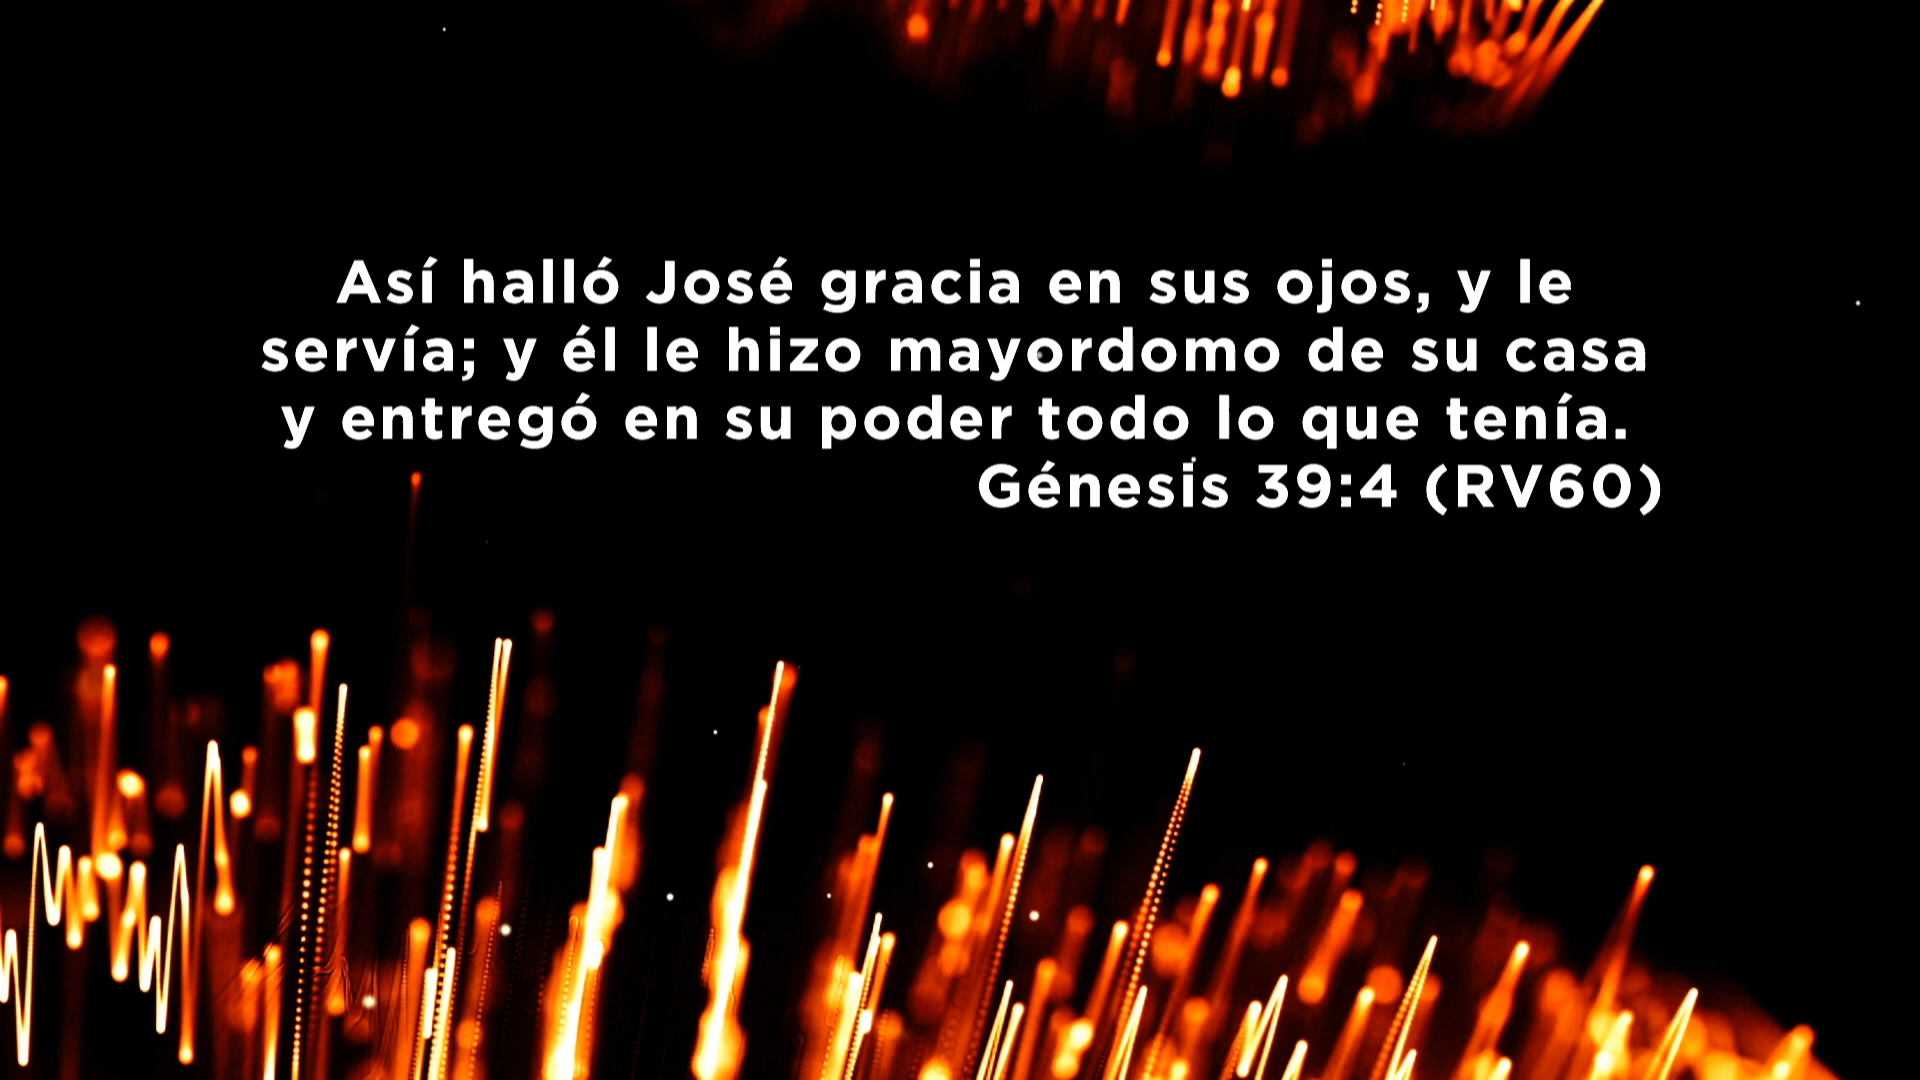 Así halló José gracia en sus ojos, y le
servía; y él le hizo mayordomo de su casa
y entregó en su poder todo lo que tenía.
Génesis 39:4 (RV60)